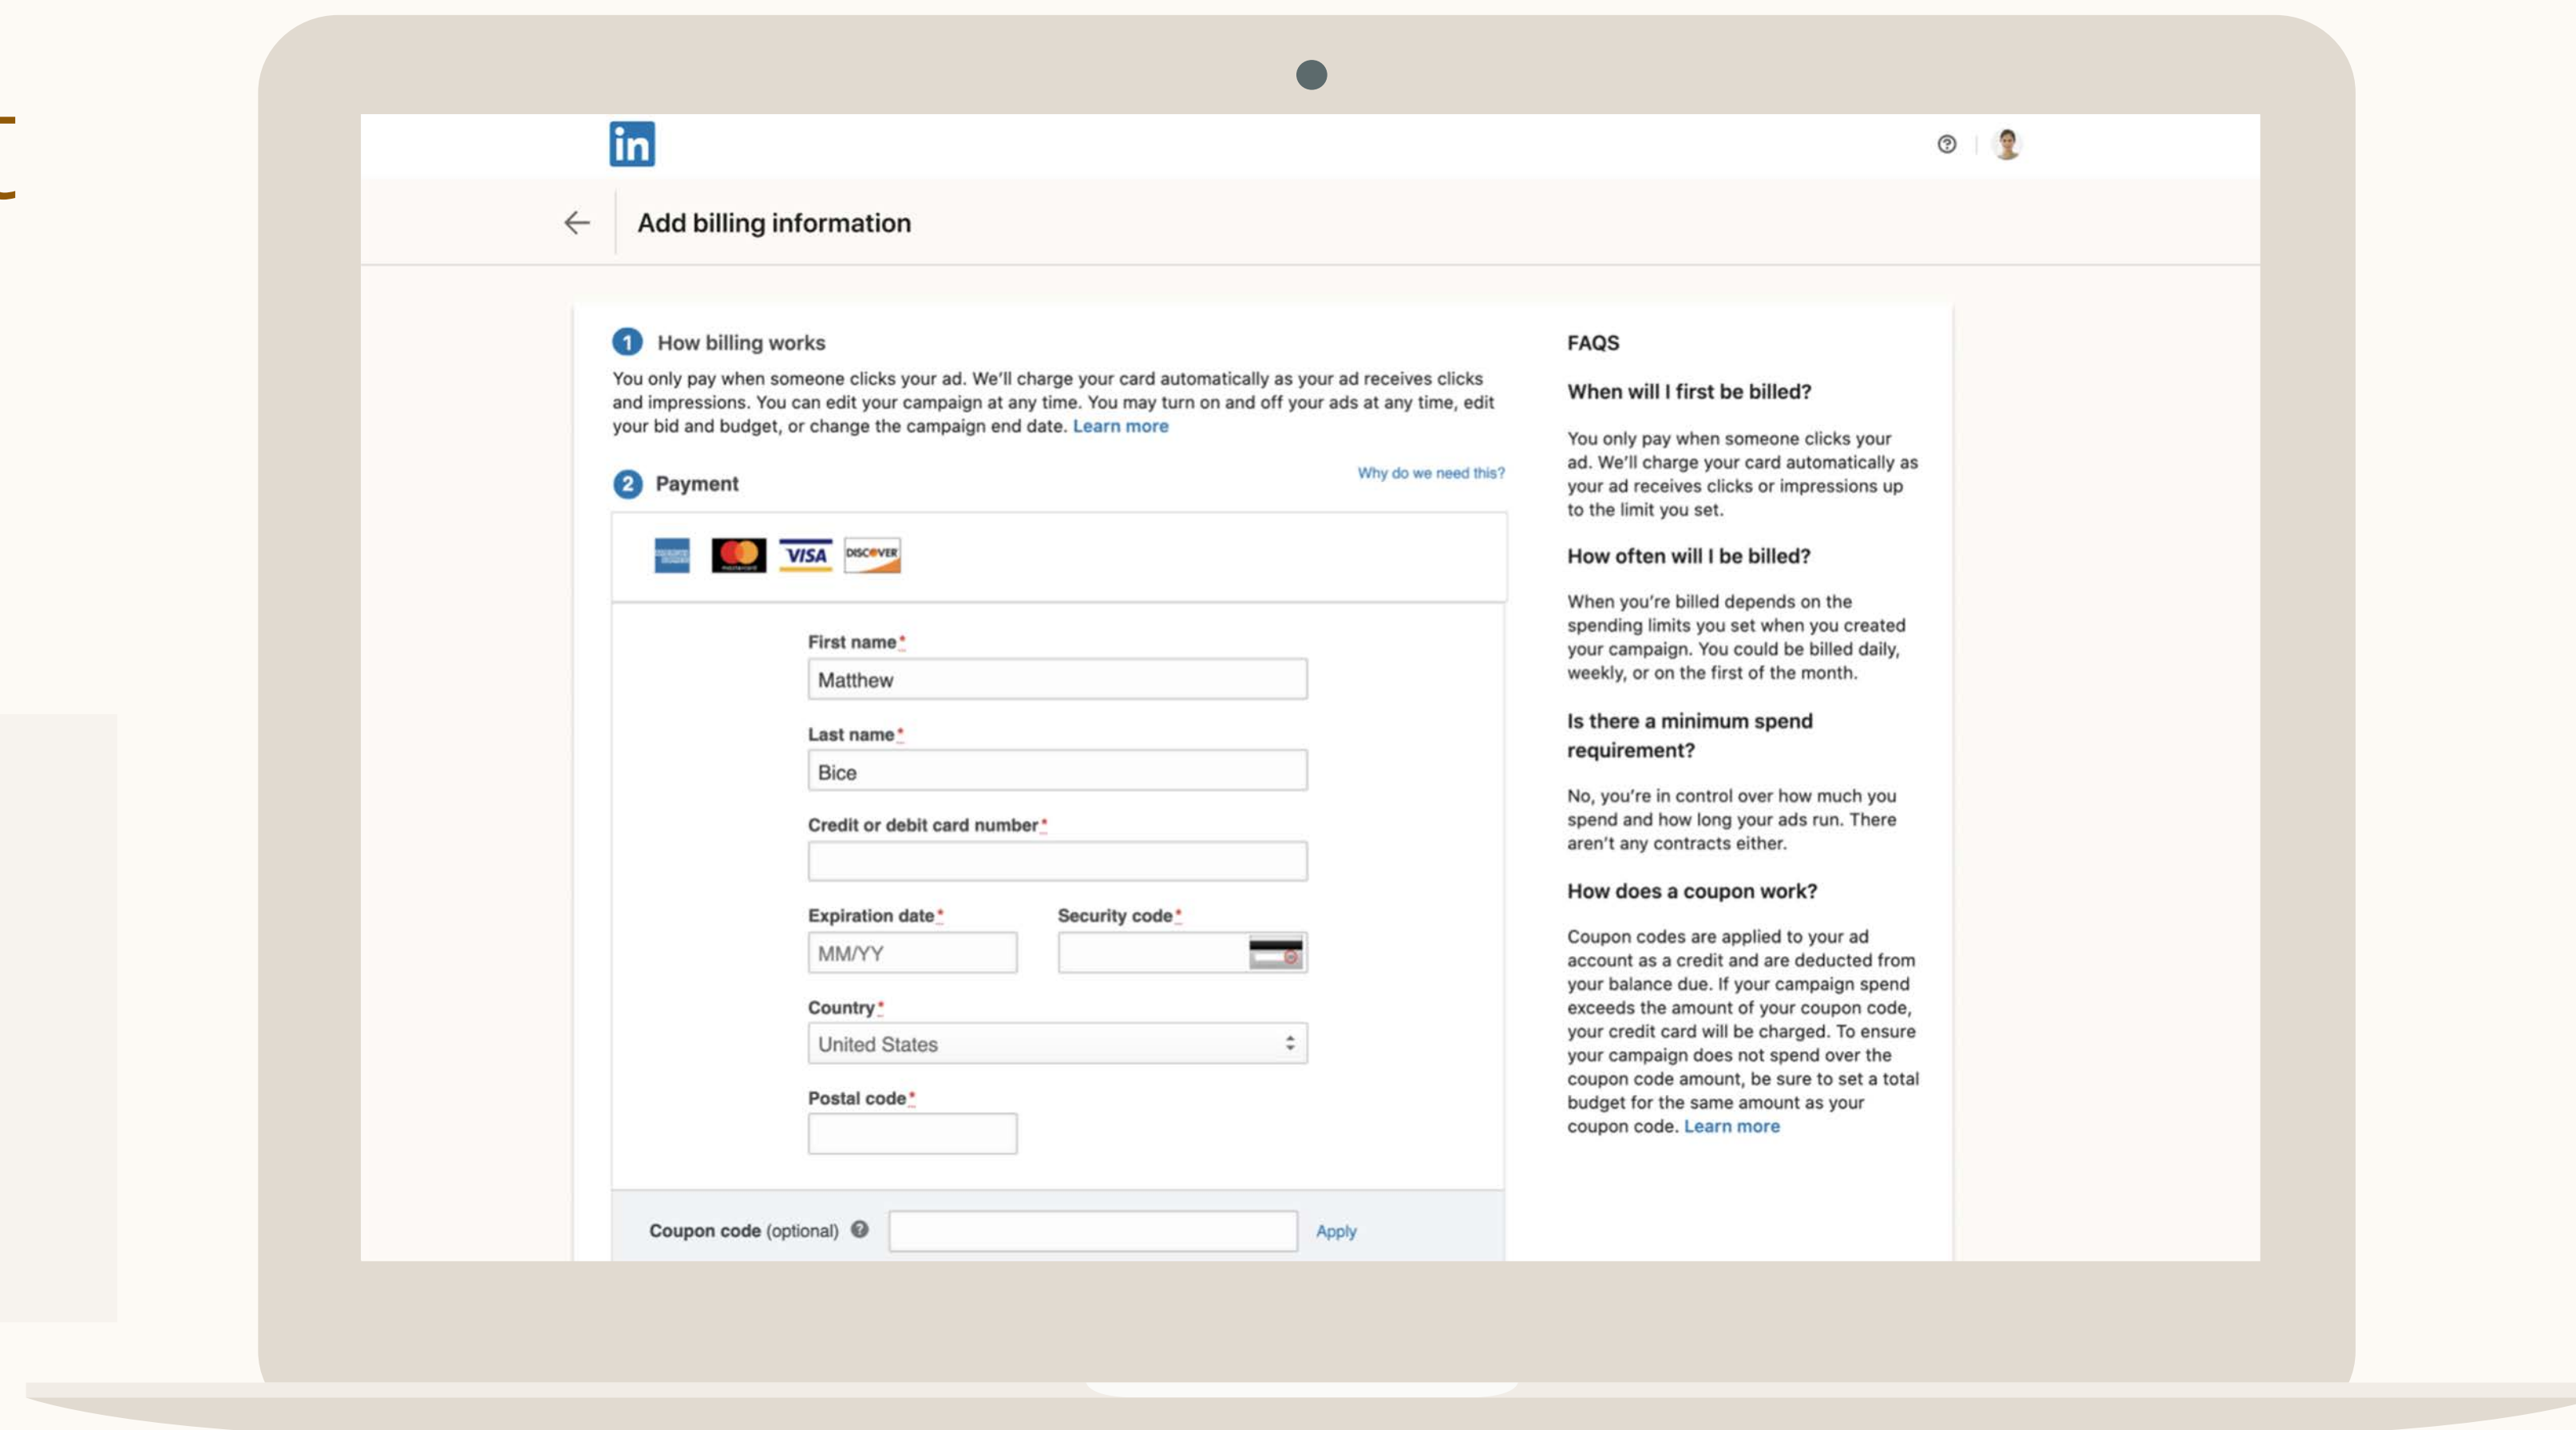 t
in
Add billing information
1 How billing works
You only pay when someone clicks your ad. We'll charge your card automatically as your ad receives clicks
and impressions. You can edit your campaign at any time. You may turn on and off your ads at any time, edit
your bid and budget, or change the campaign end date. Learn more
2 Payment
Why do we need this?
mastercard
VISA
DISCOVER
First name*
Matthew
Last name*
Bice
Credit or debit card number*
Expiration date* Security code*
MM/YY
Country*
United States
Postal code*
Coupon code (optional) ? Apply
FAQS
When will I first be billed?
You only pay when someone clicks your
ad. We'll charge your card automatically as
your ad receives clicks or impressions up
to the limit you set.
How often will I be billed?
When you're billed depends on the
spending limits you set when you created
your campaign. You could be billed daily,
weekly, or on the first of the month.
Is there a minimum spend
requirement?
No, you're in control over how much you
spend and how long your ads run. There
aren't any contracts either.
How does a coupon work?
Coupon codes are applied to your ad
account as a credit and are deducted from
your balance due. If your campaign spend
exceeds the amount of your coupon code,
your credit card will be charged. To ensure
your campaign does not spend over the
coupon code amount, be sure to set a total
budget for the same amount as your
coupon code. Learn more